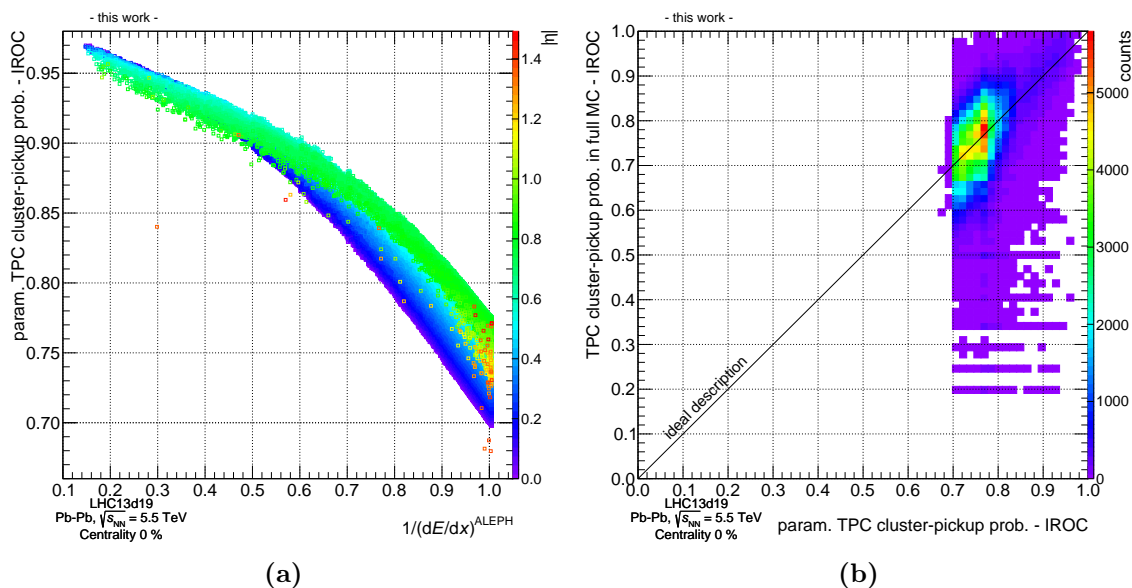 - this work -
param. TPC cluster-pickup prob. - IROC
0.95
0.90
0.85
0.80
0.75
0.70
0.1 0.2 0.3 0.4 0.5 0.6 0.7 0.8 0.9 1.0
1/(dE/dx)^ALEPH
|η|
1.4
1.2
1.0
0.8
0.6
0.4
0.2
0.0
LHC13d19
Pb-Pb, √s_NN = 5.5 TeV
Centrality 0 %
(a)
- this work -
TPC cluster-pickup prob. in full MC - IROC
1.0
0.9
0.8
0.7
0.6
0.5
0.4
0.3
0.2
0.1
0.0
0.0 0.1 0.2 0.3 0.4 0.5 0.6 0.7 0.8 0.9 1.0
ideal description
counts
5000
4000
3000
2000
1000
0
LHC13d19
Pb-Pb, √s_NN = 5.5 TeV
Centrality 0 %
param. TPC cluster-pickup prob. - IROC
(b)